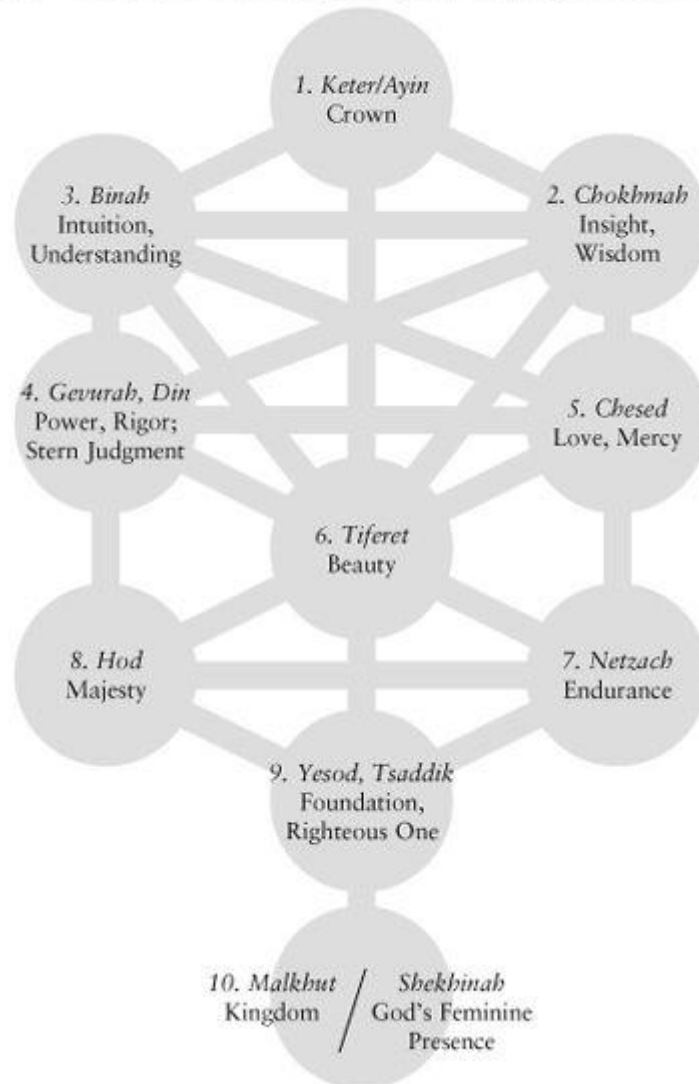 1. Keter/Ayin
Crown
3. Binah
Intuition,
Understanding
2. Chokhmah
Insight,
Wisdom
4. Gevurah, Din
Power, Rigor;
Stern Judgment
5. Chesed
Love, Mercy
6. Tiferet
Beauty
8. Hod
Majesty
7. Netzach
Endurance
9. Yesod, Tsaddik
Foundation,
Righteous One
10. Malkhut
Kingdom
/
Shekhinah
God's Feminine
Presence